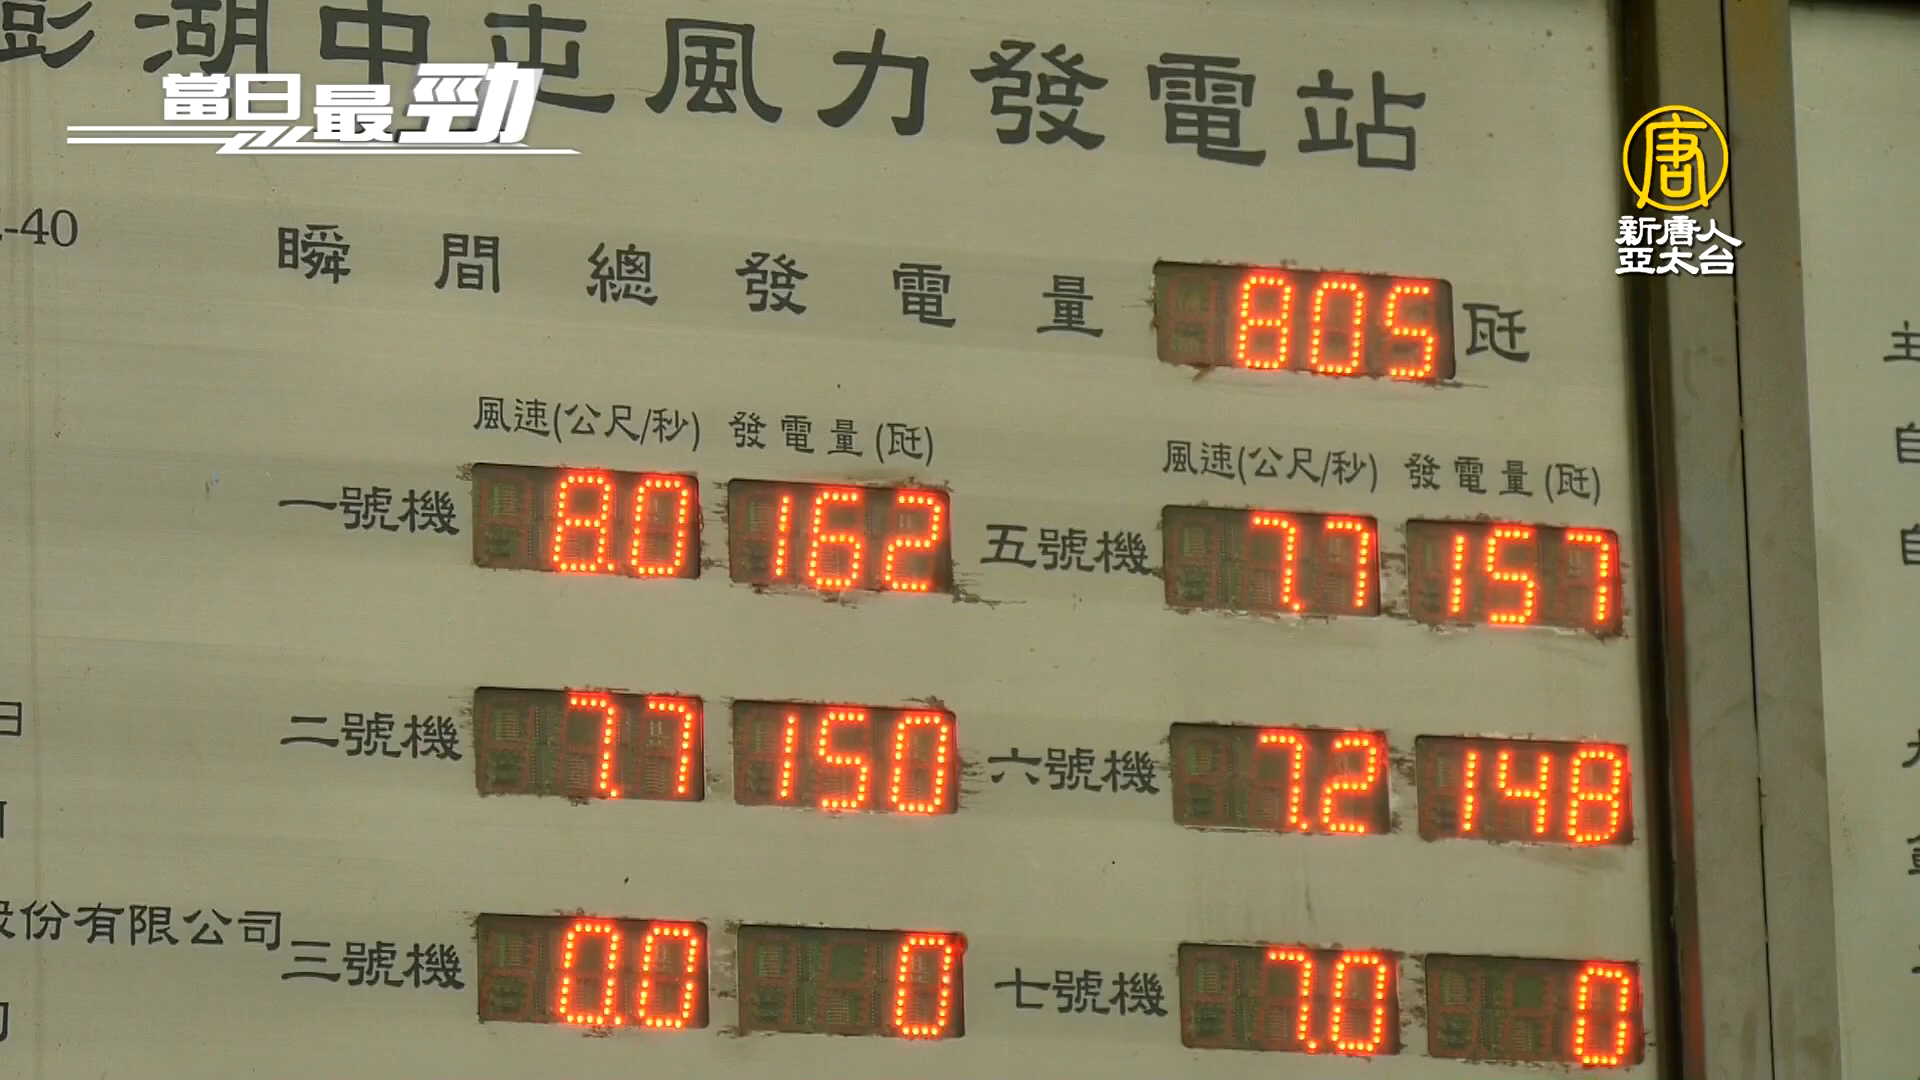 澎湖中屯風力發電站
當日最勁
唐
新唐人
亞太台
-40
瞬間總發電量 805 瓩
風速(公尺/秒) 發電量(瓩)
風速(公尺/秒) 發電量(瓩)
一號機 8.0 162
五號機 7.7 157
二號機 7.7 150
六號機 7.2 148
股份有限公司
三號機 0.0 0
七號機 7.0 0